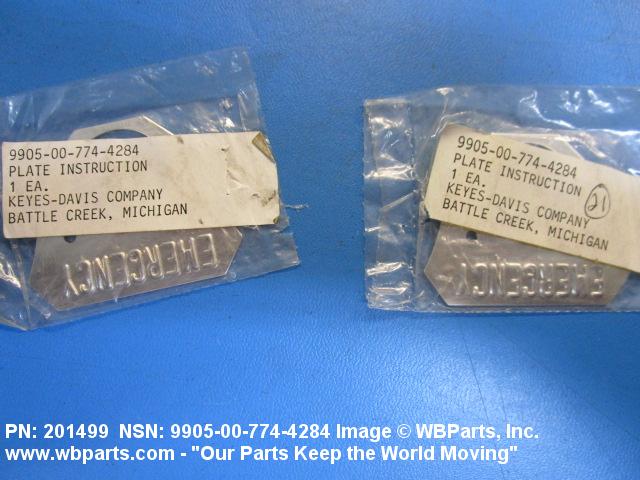 9905-00-774-4284
PLATE INSTRUCTION
1 EA.
KEYES-DAVIS COMPANY
BATTLE CREEK, MICHIGAN
EMERGENCY
9905-00-774-4284
PLATE INSTRUCTION
1 EA.
KEYES-DAVIS COMPANY
BATTLE CREEK, MICHIGAN
21
EMERGENCY
PN: 201499 NSN: 9905-00-774-4284 Image © WBParts, Inc.
www.wbparts.com - "Our Parts Keep the World Moving"